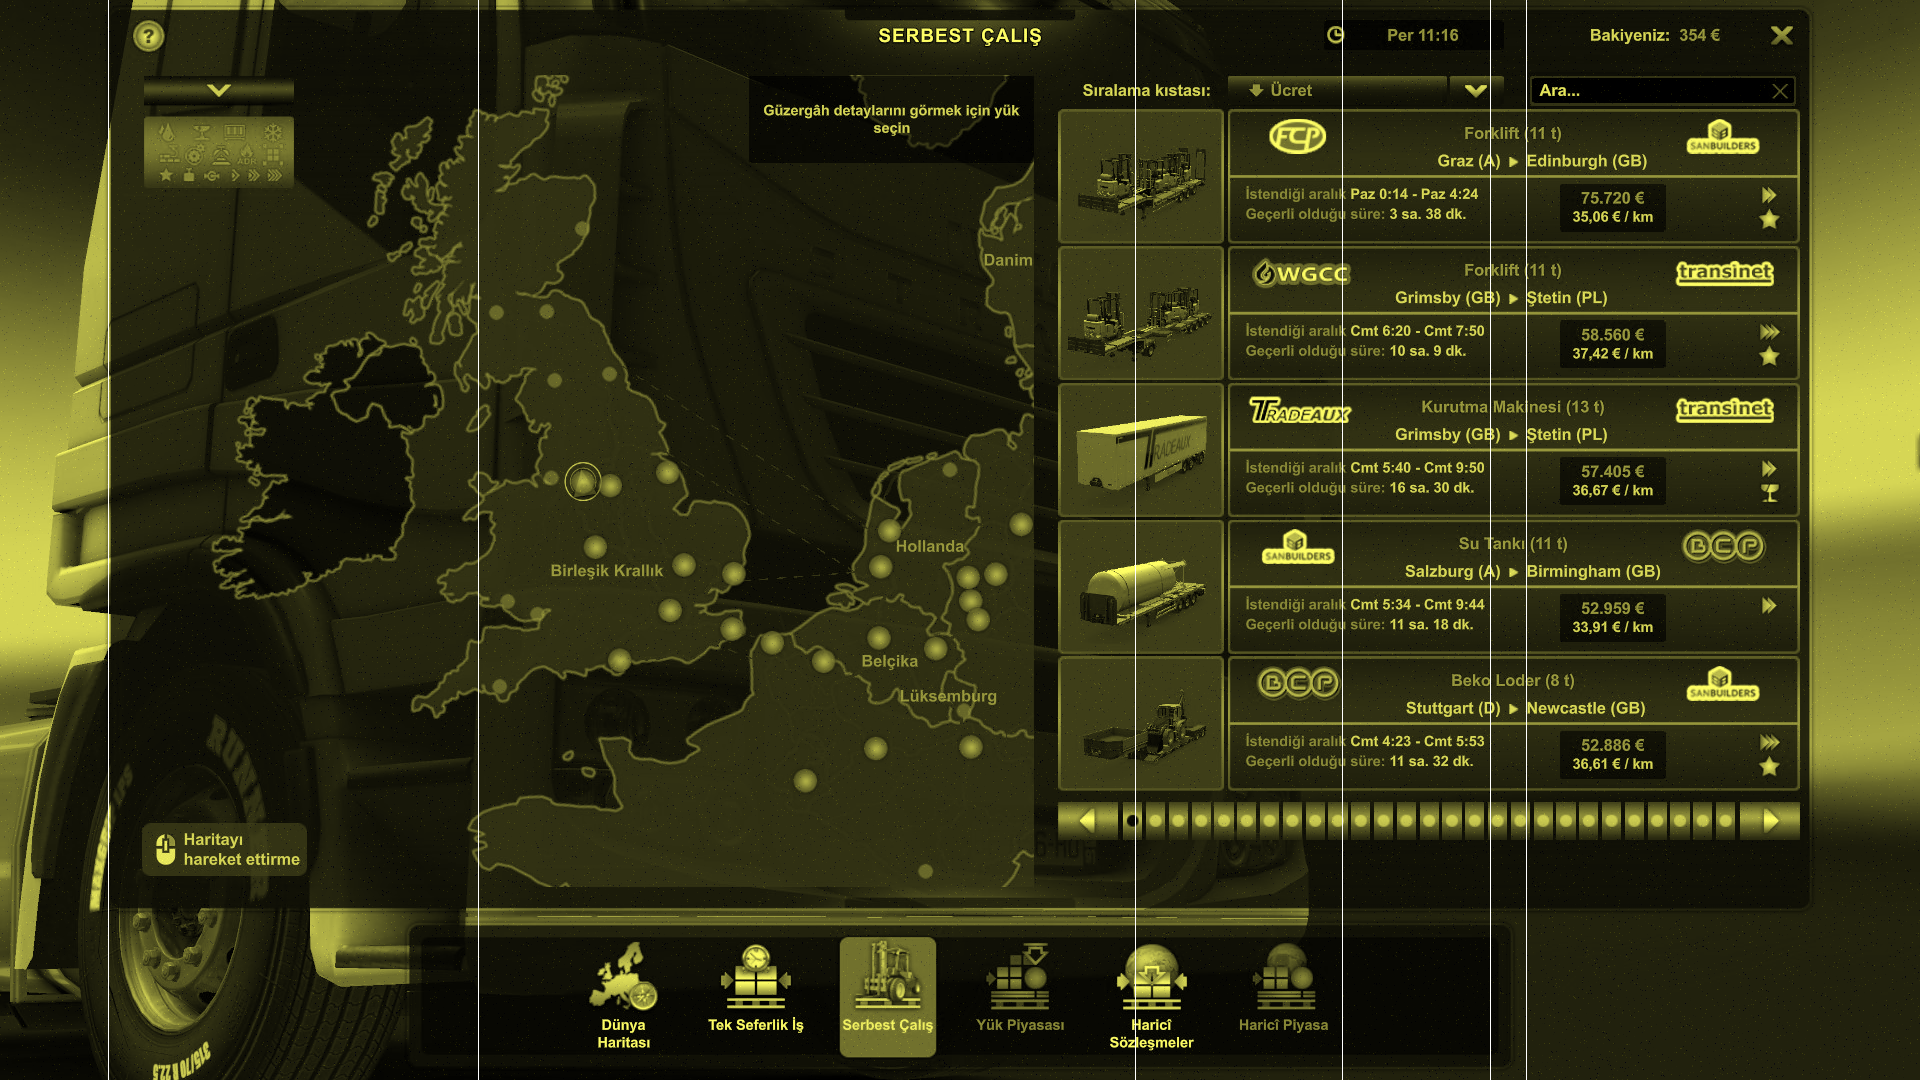 ?
SERBEST ÇALIŞ
Per 11:16
Bakiyeniz: 354 €
Güzergâh detaylarını görmek için yük
seçin
Sıralama kıstası:
Ücret
Ara...
ADR
Danim
Birleşik Krallık
Hollanda
Belçika
Lüksemburg
FCP
Forklift (11 t)
SANBUILDERS
Graz (A) ▸ Edinburgh (GB)
İstendiği aralık Paz 0:14 - Paz 4:24
75.720 €
Geçerli olduğu süre: 3 sa. 38 dk.
35,06 € / km
WGCC
Forklift (11 t)
transinet
Grimsby (GB) ▸ Ştetin (PL)
İstendiği aralık Cmt 6:20 - Cmt 7:50
58.560 €
Geçerli olduğu süre: 10 sa. 9 dk.
37,42 € / km
TRADEAUX
TRADEAUX
Kurutma Makinesi (13 t)
transinet
Grimsby (GB) ▸ Ştetin (PL)
İstendiği aralık Cmt 5:40 - Cmt 9:50
57.405 €
Geçerli olduğu süre: 16 sa. 30 dk.
36,67 € / km
SANBUILDERS
Su Tankı (11 t)
BCP
Salzburg (A) ▸ Birmingham (GB)
İstendiği aralık Cmt 5:34 - Cmt 9:44
52.959 €
Geçerli olduğu süre: 11 sa. 18 dk.
33,91 € / km
BCP
Beko Loder (8 t)
SANBUILDERS
Stuttgart (D) ▸ Newcastle (GB)
İstendiği aralık Cmt 4:23 - Cmt 5:53
52.886 €
Geçerli olduğu süre: 11 sa. 32 dk.
36,61 € / km
Haritayı
hareket ettirme
Dünya
Haritası
Tek Seferlik İş
Serbest Çalış
Yük Piyasası
Haricî
Sözleşmeler
Haricî Piyasa
315/70 R 22,5